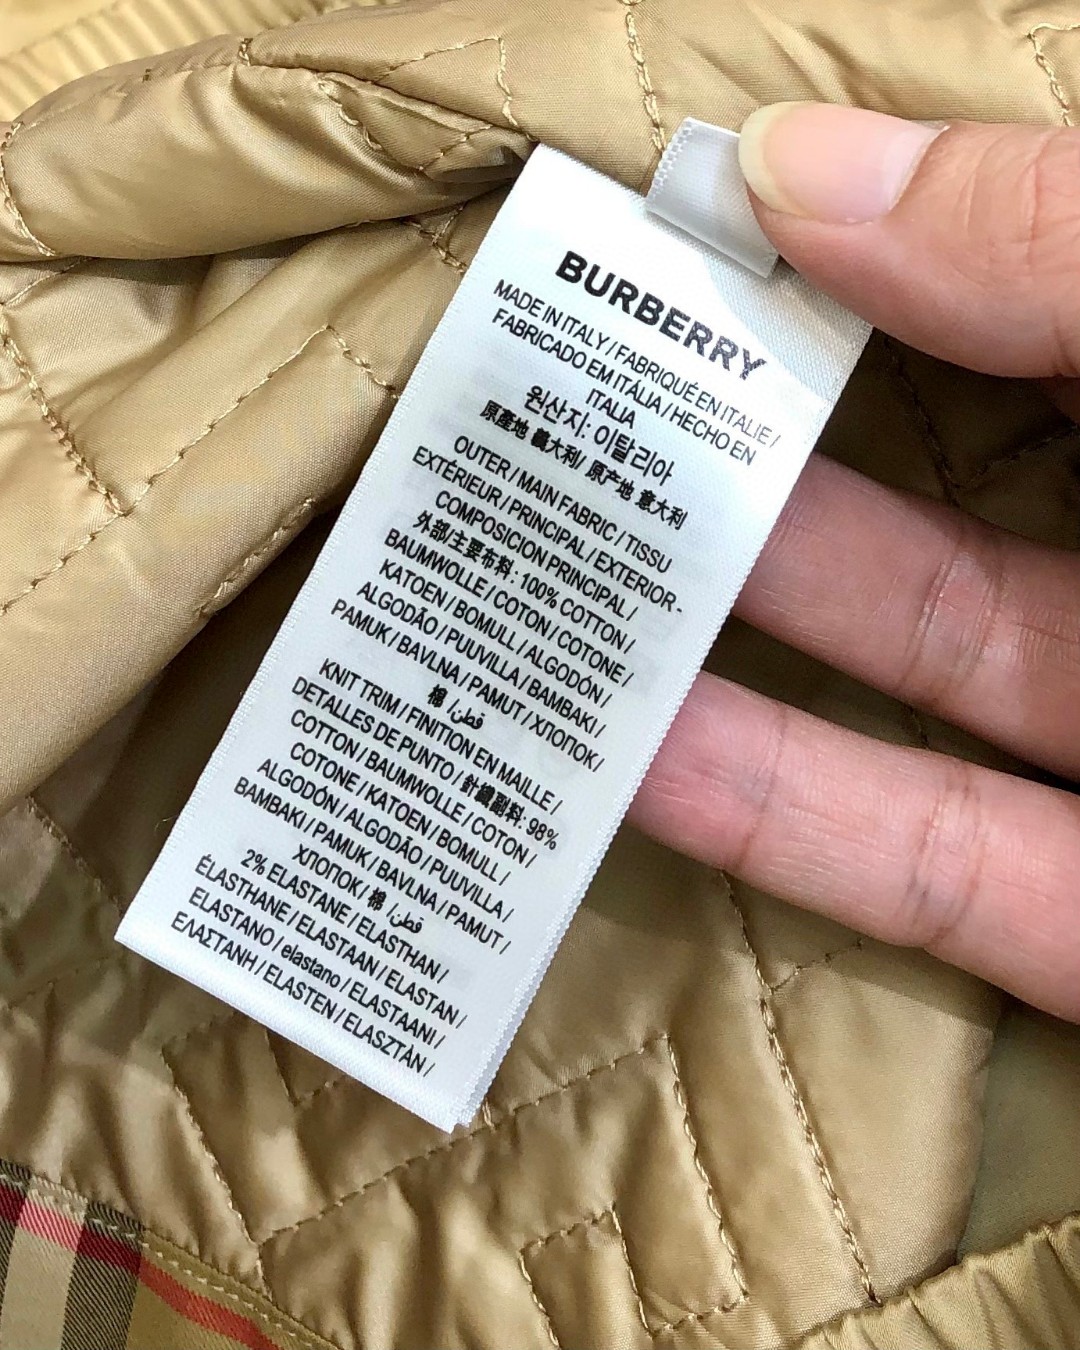 BURBERRY
MADE IN ITALY / FABRIQUÉ EN ITALIE /
FABRICADO EM ITÁLIA / HECHO EN
ITALIA
원산지: 이탈리아
原產地 義大利/ 原产地 意大利
OUTER / MAIN FABRIC / TISSU
EXTÉRIEUR / PRINCIPAL / EXTERIOR -
COMPOSICION PRINCIPAL /
外部/主要布料: 100% COTTON /
BAUMWOLLE / COTON / COTONE /
KATOEN / BOMULL / ALGODÓN /
ALGODÃO / PUUVILLA / BAMBAKI /
PAMUK / BAVLNA / PAMUT / ХЛОПОК /
棉 /قطن
KNIT TRIM / FINITION EN MAILLE /
DETALLES DE PUNTO / 針織副料: 98%
COTTON / BAUMWOLLE / COTON /
COTONE / KATOEN / BOMULL /
ALGODÓN / ALGODÃO / PUUVILLA /
BAMBAKI / PAMUK / BAVLNA / PAMUT /
ХЛОПОК / 棉 /قطن
2% ELASTANE / ELASTHAN /
ÉLASTHANE / ELASTAAN / ELASTAN /
ELASTANO / elastano / ELASTAANI /
ΕΛΑΣΤΑΝΗ / ELASTEN / ELASZTÁN /